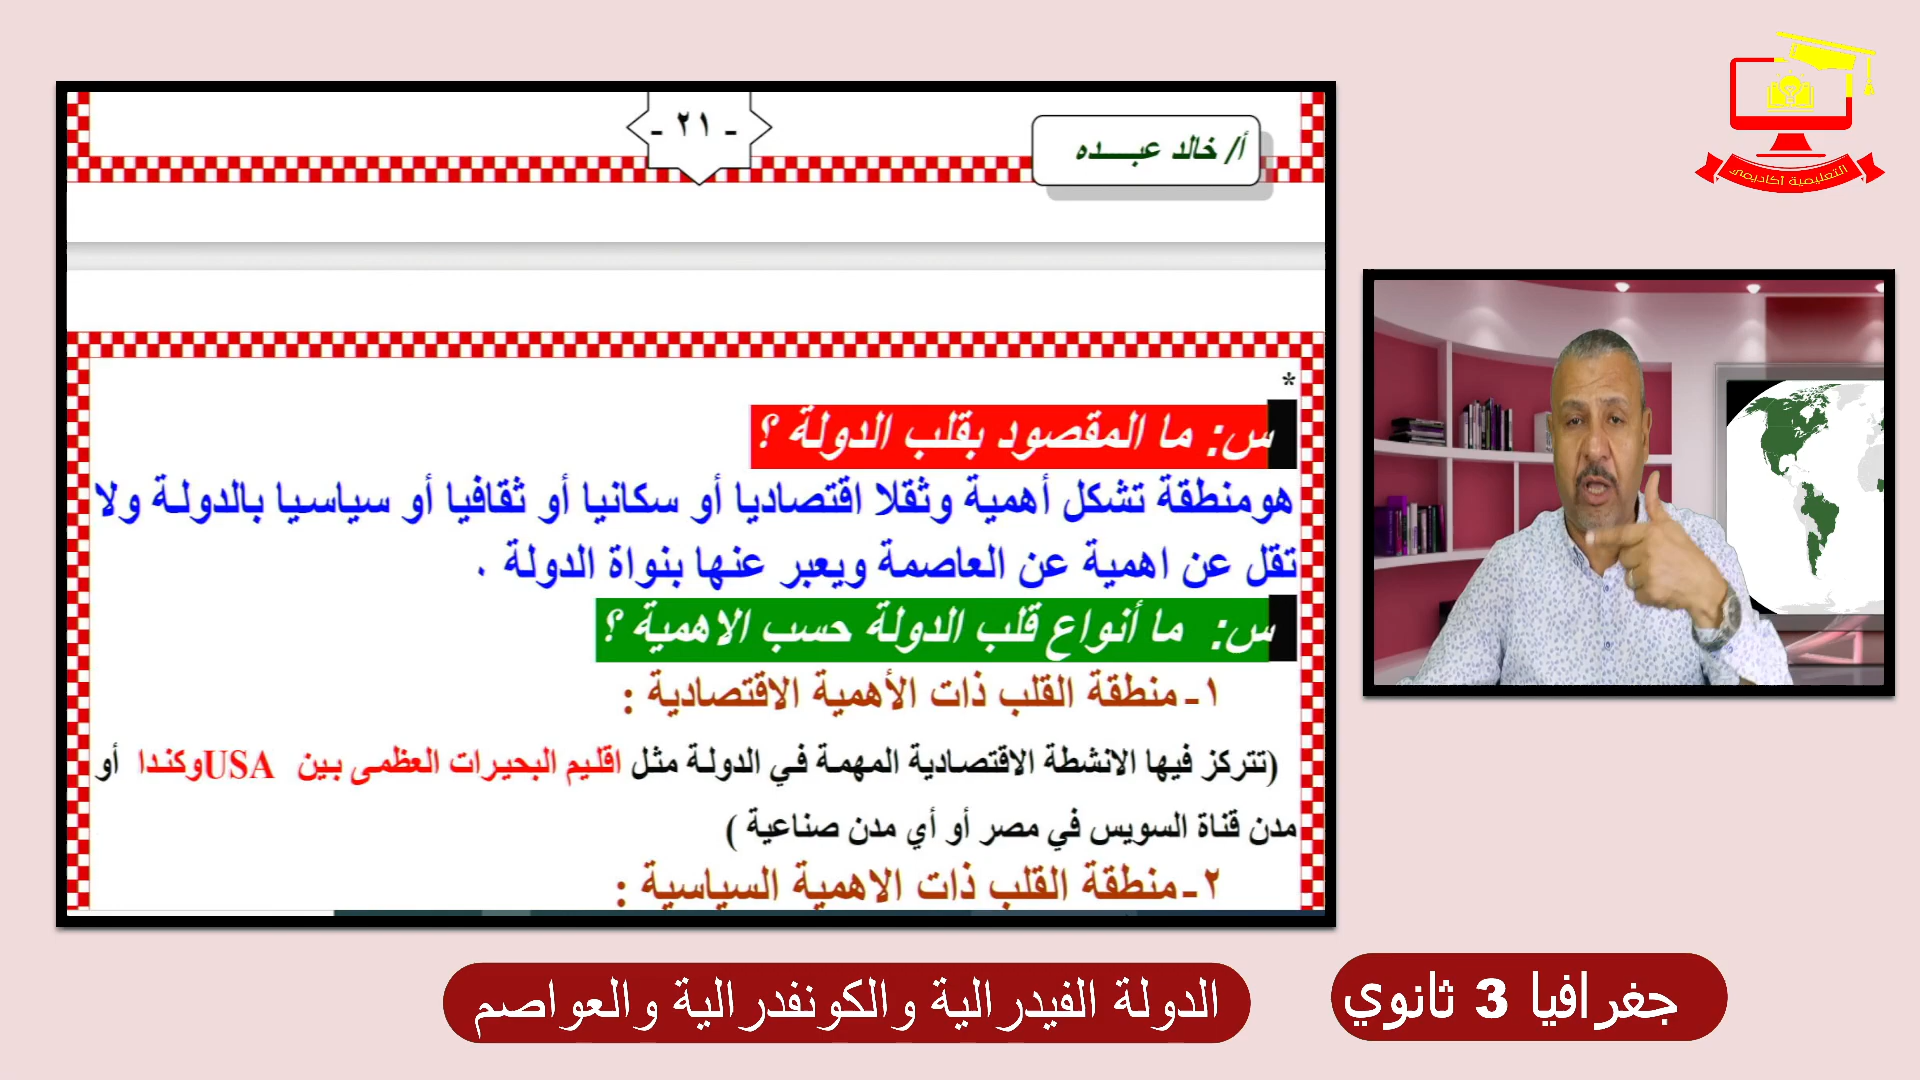 - ٢١ -
أ/ خالد عبـــده
التعليمية أكاديمي
*
س: ما المقصود بقلب الدولة ؟
هومنطقة تشكل أهمية وثقلا اقتصاديا أو سكانيا أو ثقافيا أو سياسيا بالدولة ولا
تقل عن اهمية عن العاصمة ويعبر عنها بنواة الدولة .
س: ما أنواع قلب الدولة حسب الاهمية ؟
١- منطقة القلب ذات الأهمية الاقتصادية :
(تتركز فيها الانشطة الاقتصادية المهمة في الدولة مثل اقليم البحيرات العظمى بين USAوكندا أو
مدن قناة السويس في مصر أو أي مدن صناعية )
٢- منطقة القلب ذات الاهمية السياسية :
جغرافيا 3 ثانوي
الدولة الفيدرالية والكونفدرالية والعواصم